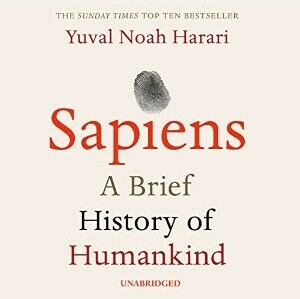 THE SUNDAY TIMES TOP TEN BESTSELLER
Yuval Noah Harari
Sapiens
A Brief
History of
Humankind
UNABRIDGED